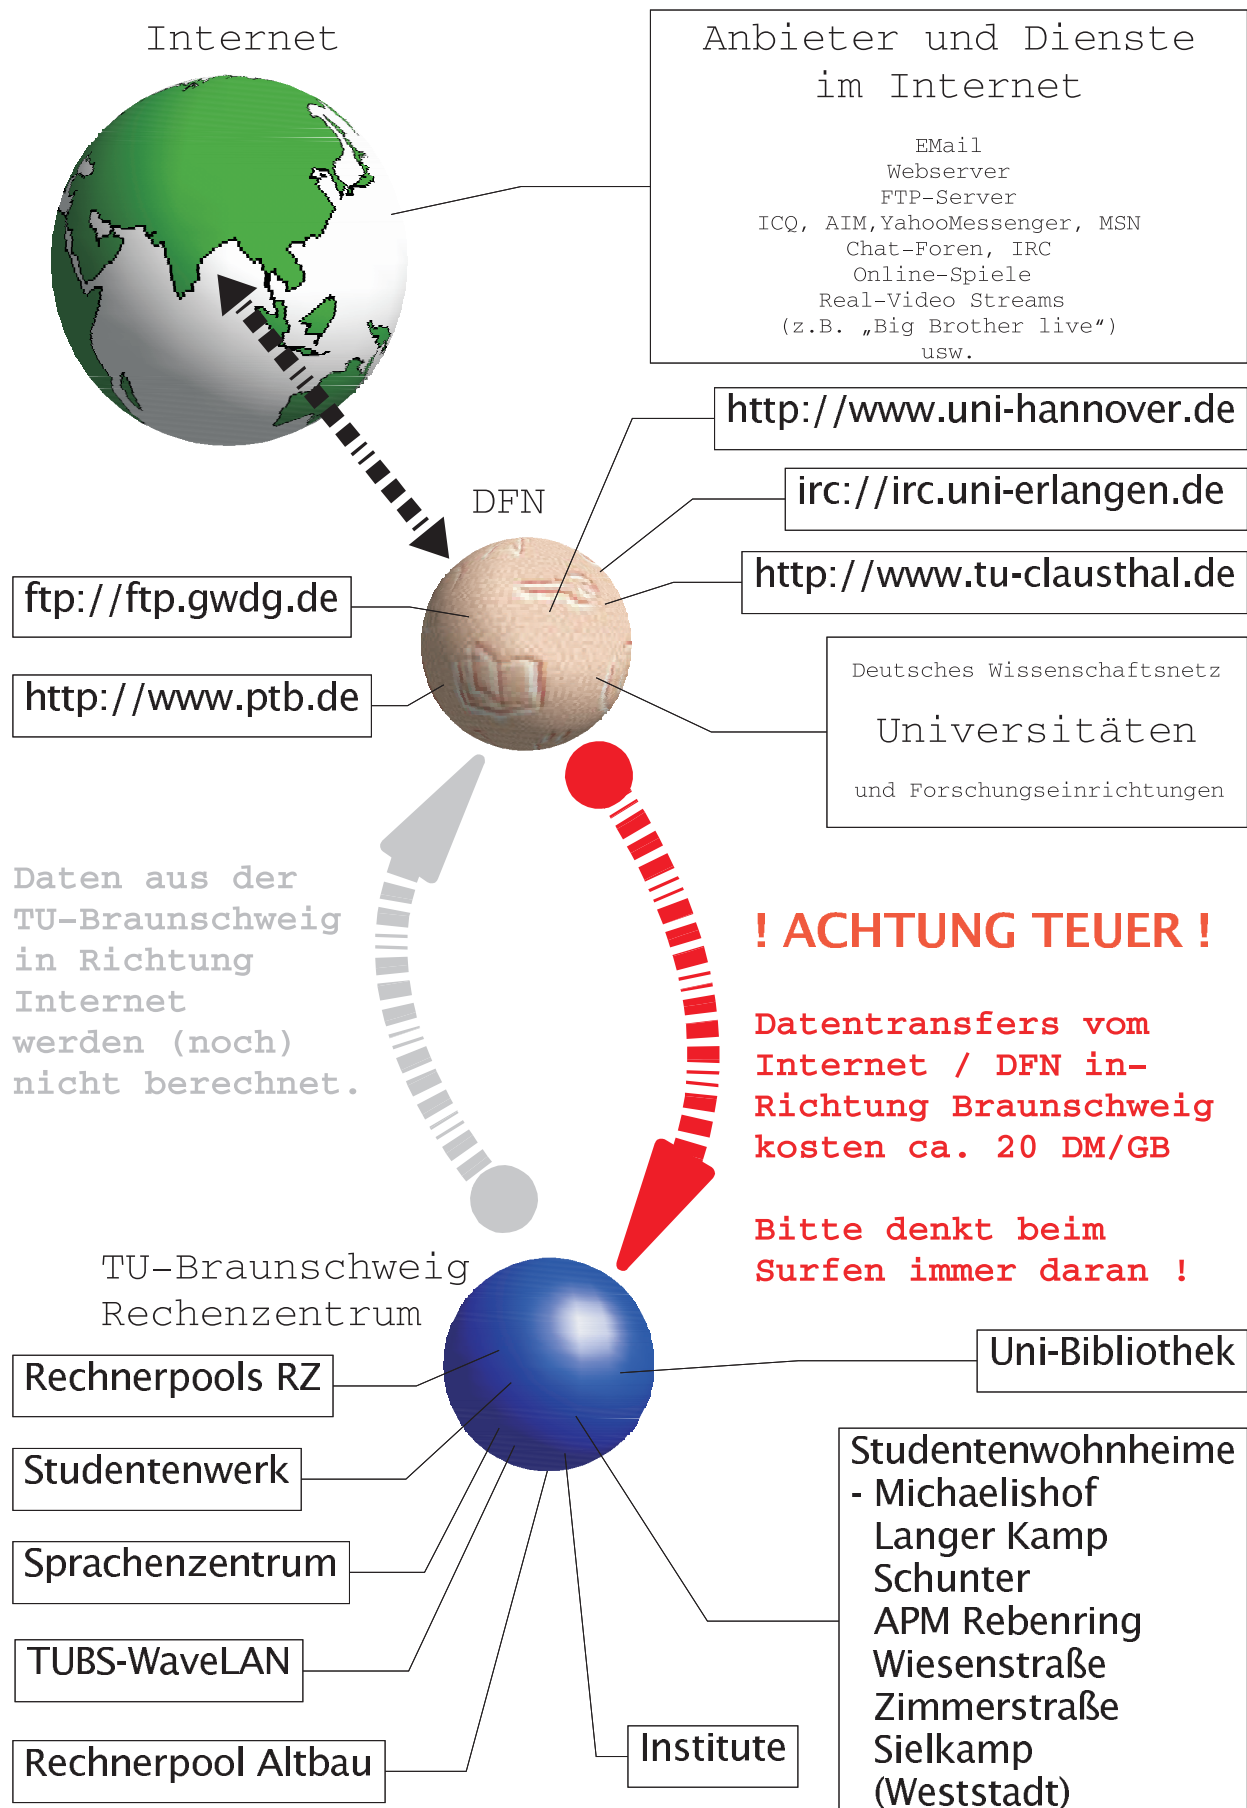 Internet
Anbieter und Dienste
im Internet
EMail
Webserver
FTP-Server
ICQ, AIM,YahooMessenger, MSN
Chat-Foren, IRC
Online-Spiele
Real-Video Streams
(z.B. „Big Brother live“)
usw.
http://www.uni-hannover.de
irc://irc.uni-erlangen.de
http://www.tu-clausthal.de
DFN
ftp://ftp.gwdg.de
http://www.ptb.de
Deutsches Wissenschaftsnetz
Universitäten
und Forschungseinrichtungen
Daten aus der
TU-Braunschweig
in Richtung
Internet
werden (noch)
nicht berechnet.
! ACHTUNG TEUER !
Datentransfers vom
Internet / DFN in-
Richtung Braunschweig
kosten ca. 20 DM/GB
Bitte denkt beim
Surfen immer daran !
TU-Braunschweig
Rechenzentrum
Rechnerpools RZ
Studentenwerk
Sprachenzentrum
TUBS-WaveLAN
Rechnerpool Altbau
Institute
Uni-Bibliothek
Studentenwohnheime
- Michaelishof
Langer Kamp
Schunter
APM Rebenring
Wiesenstraße
Zimmerstraße
Sielkamp
(Weststadt)